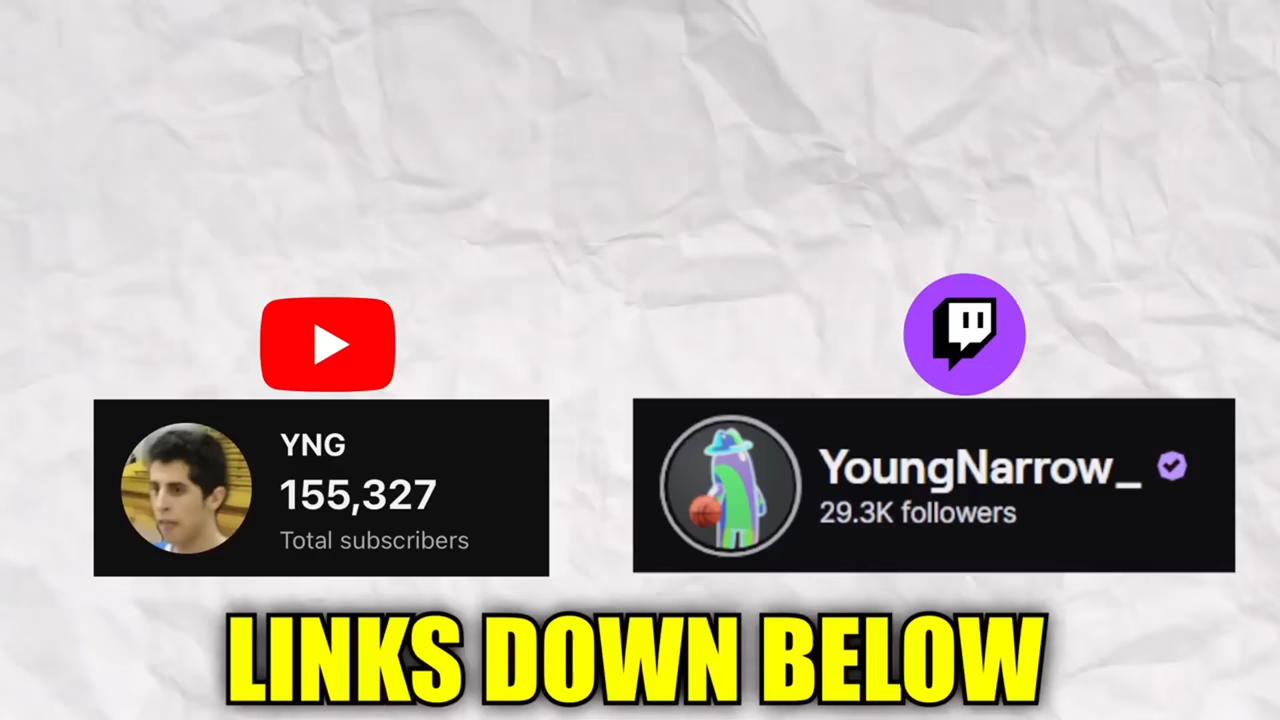 YNG
155,327
Total subscribers
YoungNarrow_
29.3K followers
LINKS DOWN BELOW